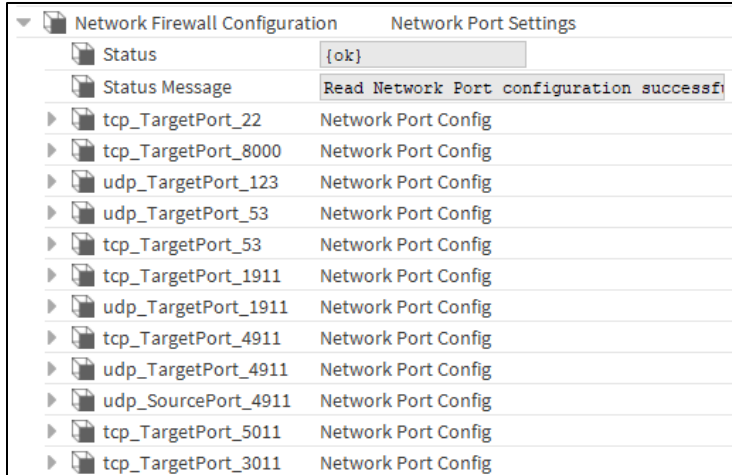 Network Firewall Configuration Network Port Settings
Status {ok}
Status Message Read Network Port configuration
tcp_TargetPort_22 Network Port Config
tcp_TargetPort_8000 Network Port Config
udp_TargetPort_123 Network Port Config
udp_TargetPort_53 Network Port Config
tcp_TargetPort_53 Network Port Config
tcp_TargetPort_1911 Network Port Config
udp_TargetPort_1911 Network Port Config
tcp_TargetPort_4911 Network Port Config
udp_TargetPort_4911 Network Port Config
udp_SourcePort_4911 Network Port Config
tcp_TargetPort_5011 Network Port Config
tcp_TargetPort_3011 Network Port Config